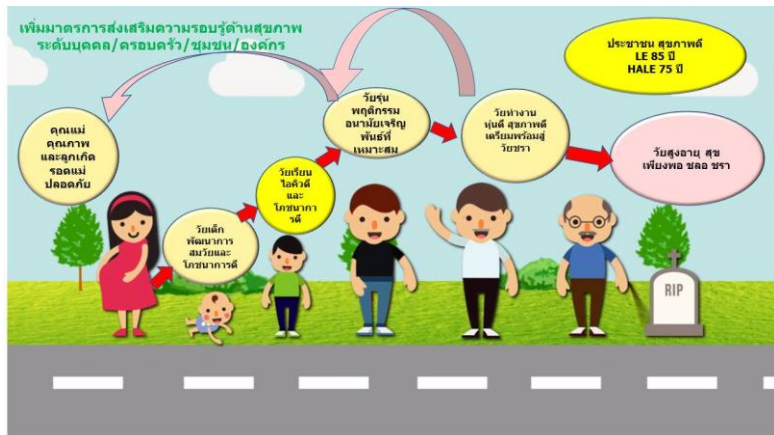 เพิ่มมาตรการส่งเสริมความรอบรู้ด้านสุขภาพ
ระดับบุคคล/ครอบครัว/ชุมชน/องค์กร
ประชาชน สุขภาพดี
LE 85 ปี
HALE 75 ปี
คุณแม่
คุณภาพ
และลูกเกิด
รอดแม่
ปลอดภัย
วัยเด็ก
พัฒนาการ
สมวัยและ
โภชนาการดี
วัยเรียน
ไอคิวดี
และ
โภชนากา
รดี
วัยรุ่น
พฤติกรรม
อนามัยเจริญ
พันธ์ที่
เหมาะสม
วัยทำงาน
หุ่นดี สุขภาพดี
เตรียมพร้อมสู่
วัยชรา
วัยสูงอายุ สุข
เพียงพอ ชลอ ชรา
RIP